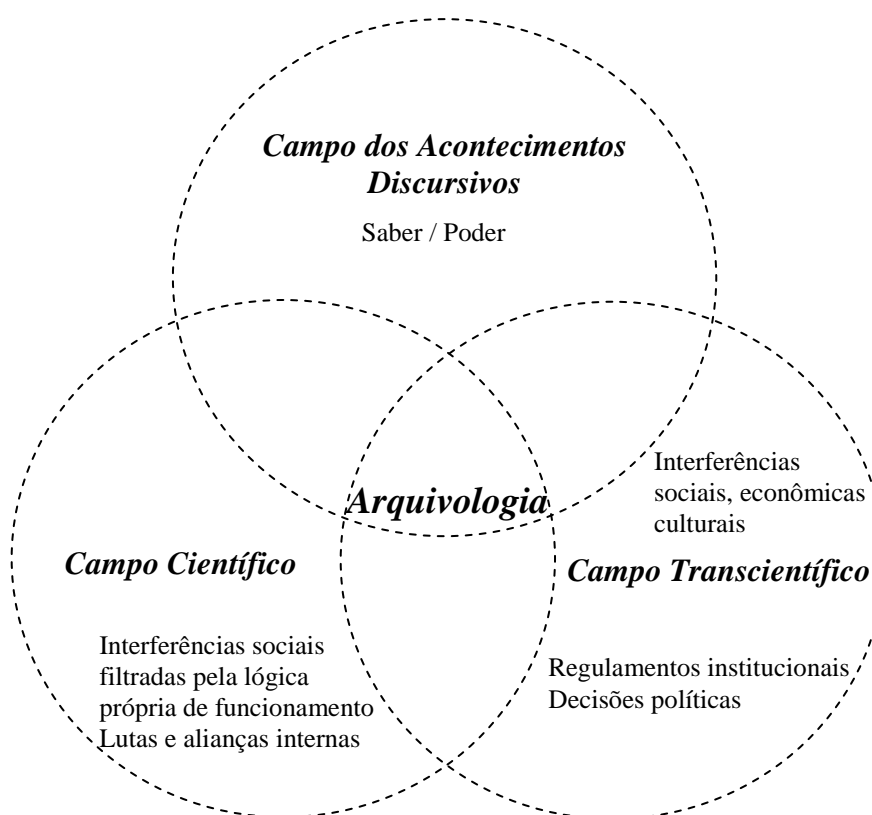 Campo dos Acontecimentos
Discursivos
Saber / Poder
Interferências
sociais, econômicas
culturais
Arquivologia
Campo Científico
Campo Transcientífico
Interferências sociais
filtradas pela lógica
própria de funcionamento
Lutas e alianças internas
Regulamentos institucionais
Decisões políticas